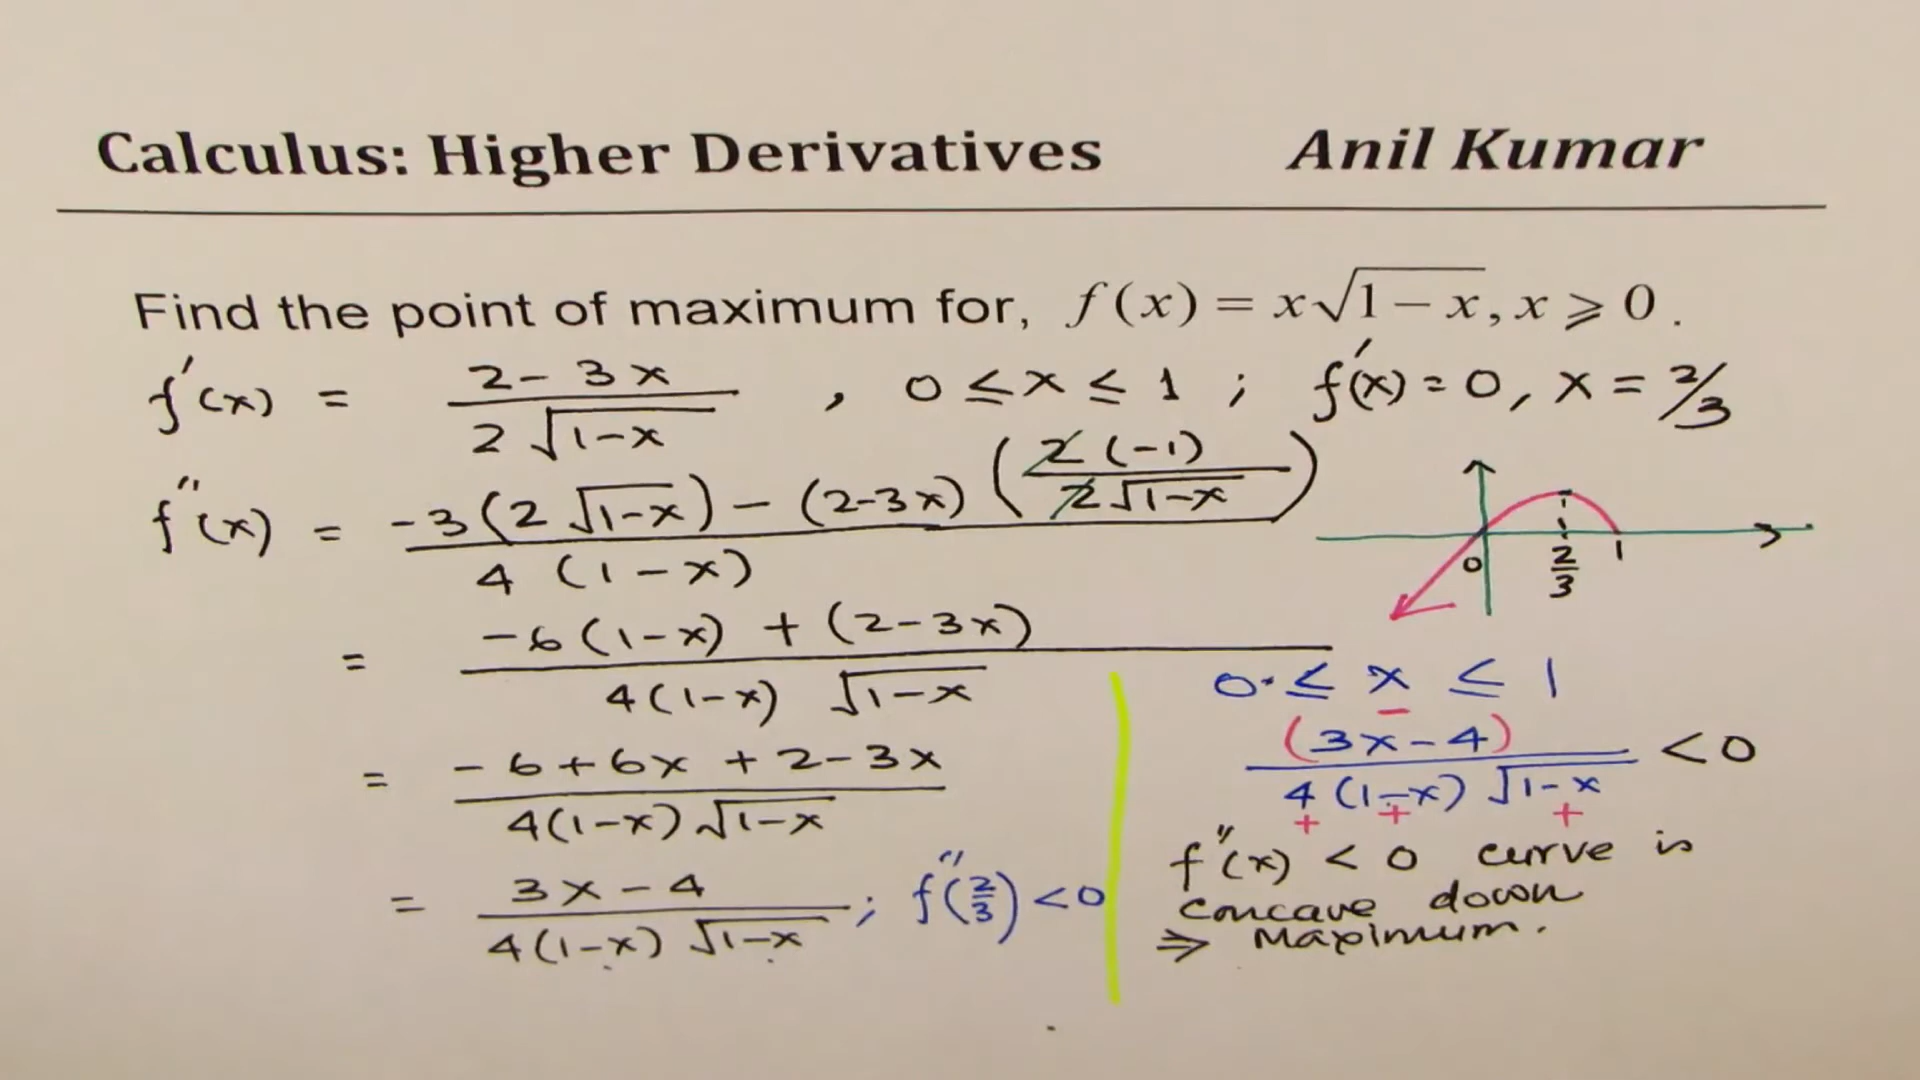 Calculus: Higher Derivatives Anil Kumar
Find the point of maximum for, f(x) = x√(1 − x), x ⩾ 0.
f'(x) = (2 - 3x)/(2√(1-x)) , 0 ≤ x ≤ 1 ; f'(x) = 0, x = 2/3
f''(x) = (-3(2√(1-x)) - (2-3x)(2(-1)/(2√(1-x))))/(4(1-x))
= (-6(1-x) + (2-3x))/(4(1-x)√(1-x))
= (-6+6x+2-3x)/(4(1-x)√(1-x))
= (3x-4)/(4(1-x)√(1-x)) ; f''(2/3) < 0
0 2/3 1
0 ≤ x ≤ 1
−
(3x-4)/(4(1-x)√(1-x)) < 0
+ + +
f''(x) < 0 curve is
concave down
⇒ Maximum.